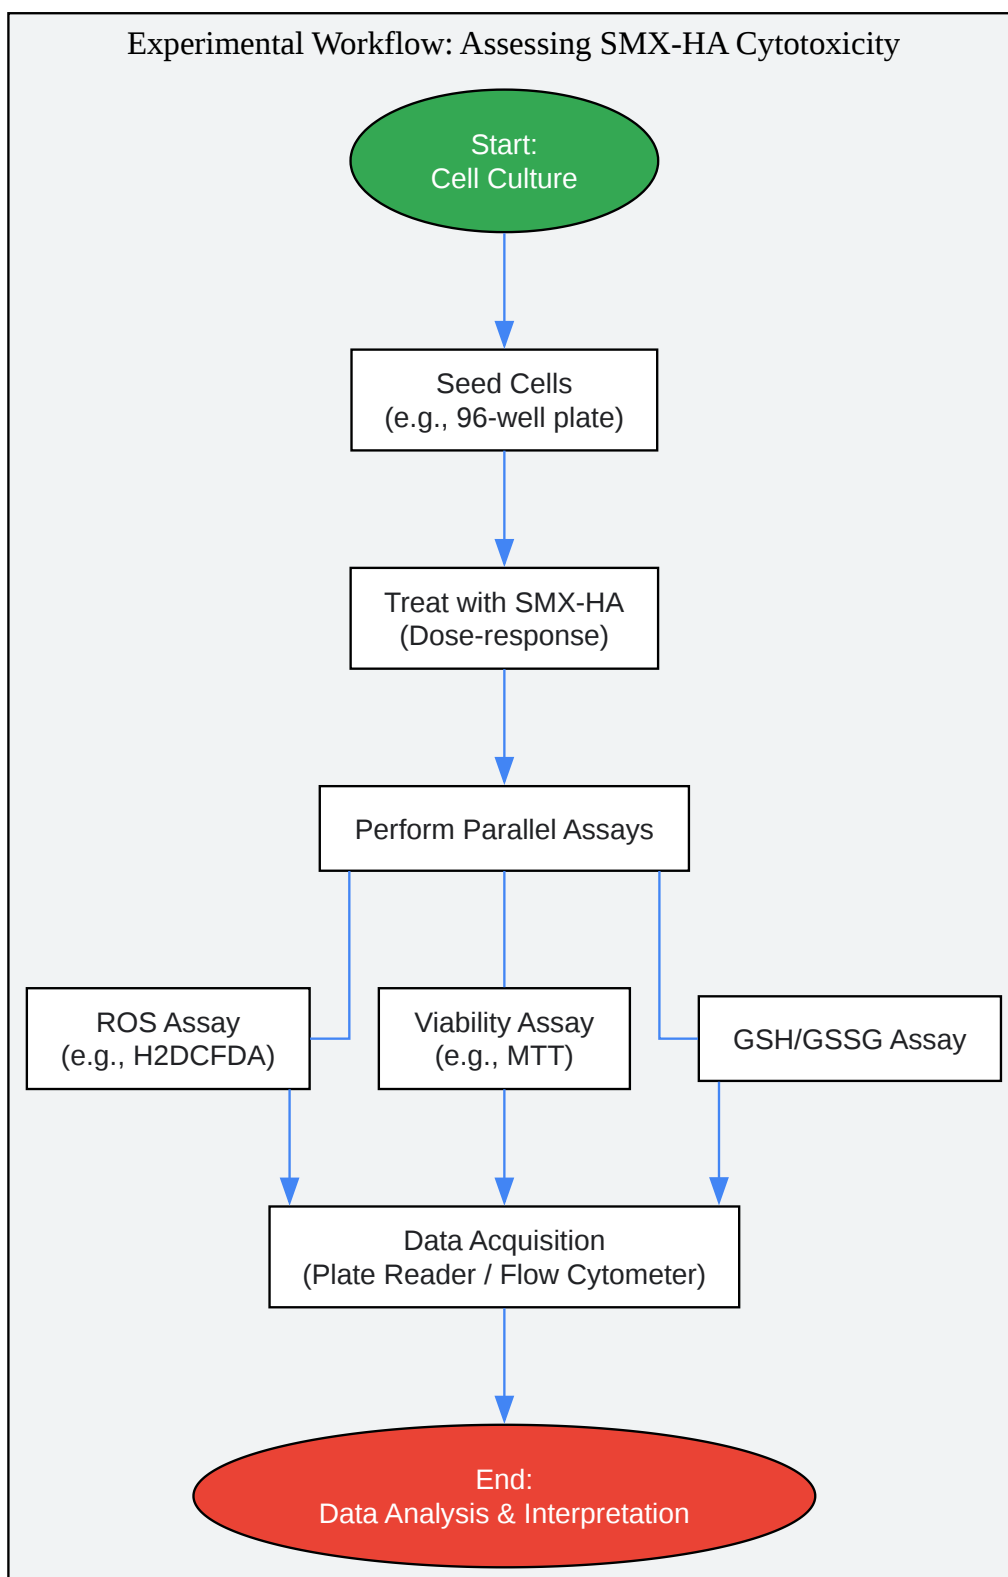 Experimental Workflow: Assessing SMX-HA Cytotoxicity
Start:
Cell Culture
Seed Cells
(e.g., 96-well plate)
Treat with SMX-HA
(Dose-response)
Perform Parallel Assays
ROS Assay
(e.g., H2DCFDA)
Viability Assay
(e.g., MTT)
GSH/GSSG Assay
Data Acquisition
(Plate Reader / Flow Cytometer)
End:
Data Analysis & Interpretation